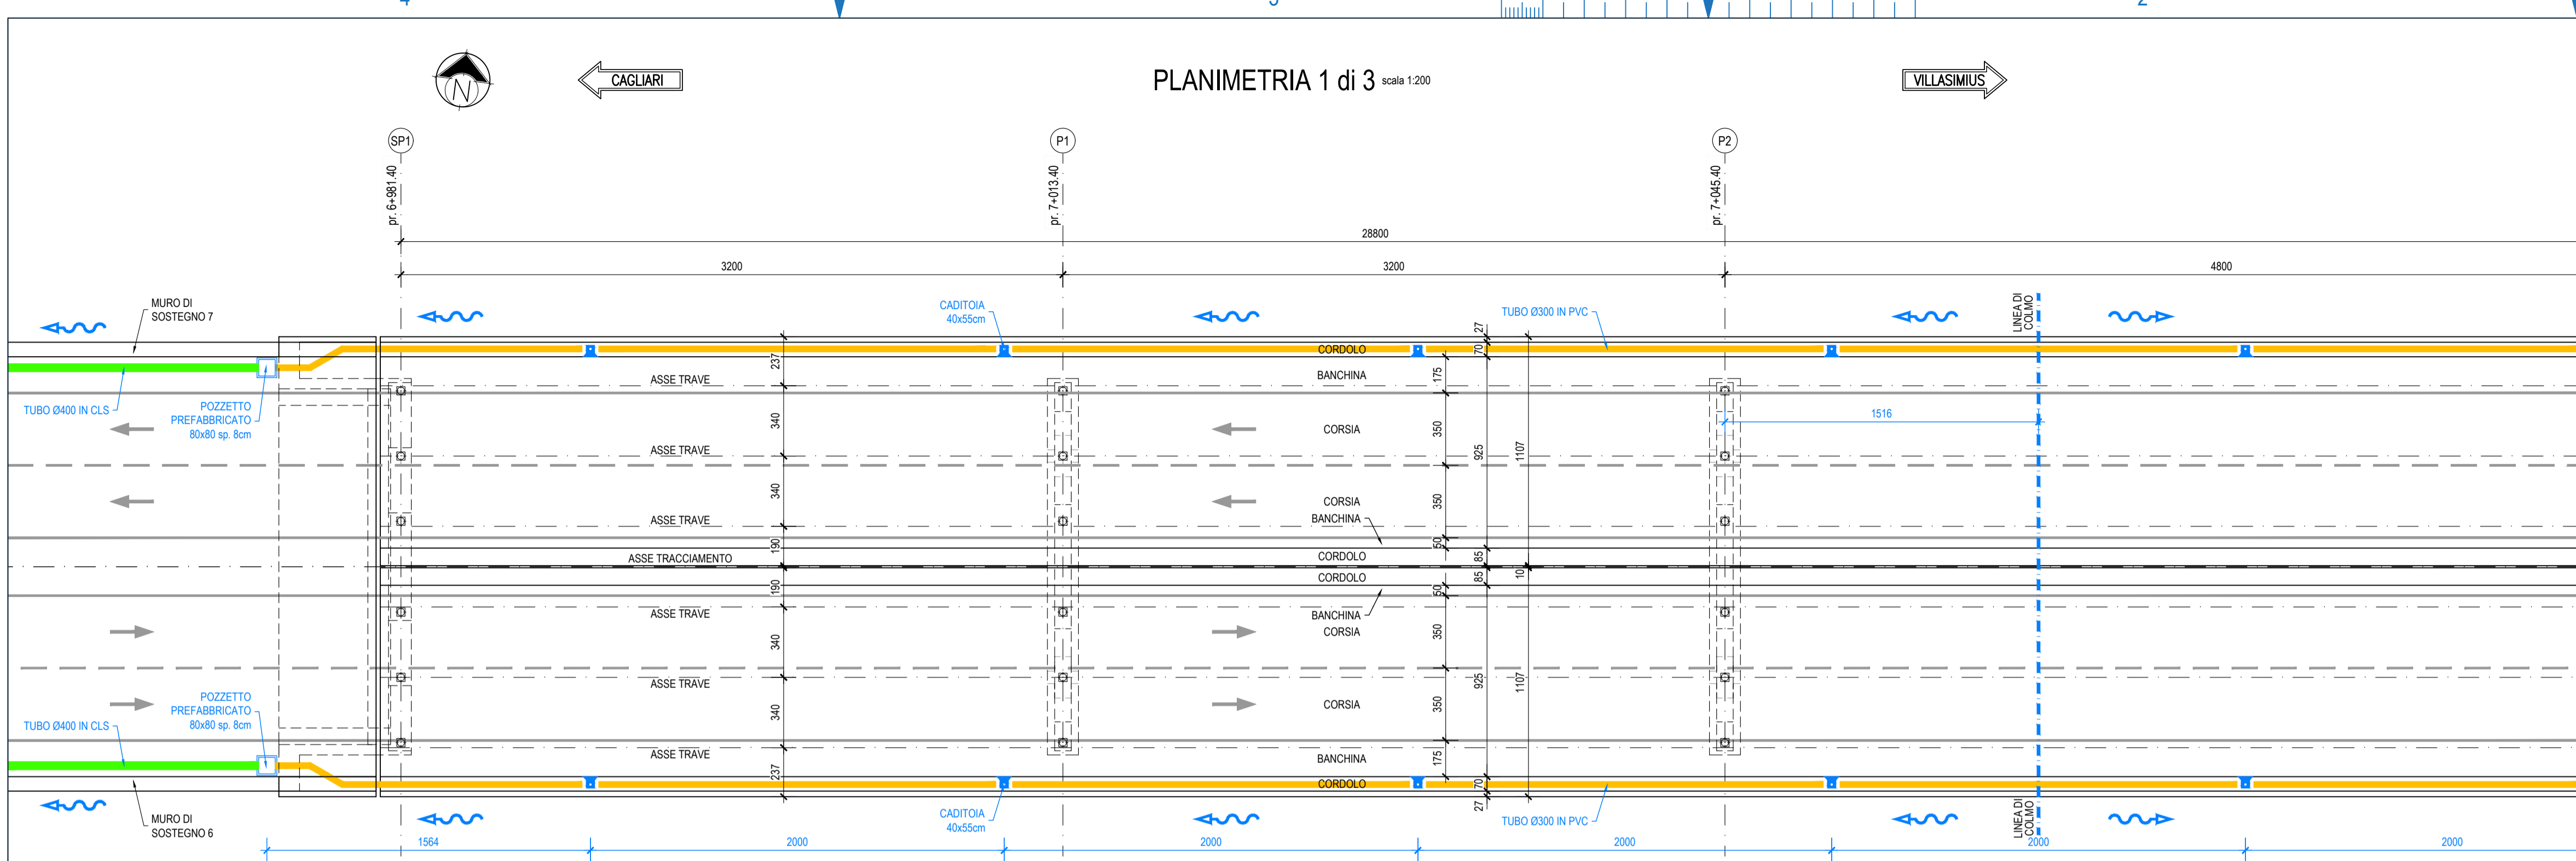 4
3
2
N
CAGLIARI
PLANIMETRIA 1 di 3 scala 1:200
VILLASIMIUS
SP1
P1
P2
pr. 6+981.40
pr. 7+013.40
pr. 7+045.40
28800
3200
3200
4800
MURO DI
SOSTEGNO 7
CADITOIA
40x55cm
TUBO Ø300 IN PVC
LINEA DI
COLMO
27
70
237
CORDOLO
ASSE TRAVE
BANCHINA
175
TUBO Ø400 IN CLS
POZZETTO
PREFABBRICATO
80x80 sp. 8cm
340
1516
CORSIA
350
925
1107
ASSE TRAVE
340
CORSIA
350
ASSE TRAVE
BANCHINA
190
50
ASSE TRACCIAMENTO
CORDOLO
85
10
CORDOLO
85
190
50
ASSE TRAVE
BANCHINA
CORSIA
350
340
925
1107
ASSE TRAVE
POZZETTO
PREFABBRICATO
80x80 sp. 8cm
TUBO Ø400 IN CLS
340
CORSIA
350
ASSE TRAVE
BANCHINA
175
237
CORDOLO
70
27
MURO DI
SOSTEGNO 6
CADITOIA
40x55cm
TUBO Ø300 IN PVC
LINEA DI
COLMO
1564
2000
2000
2000
2000
2000